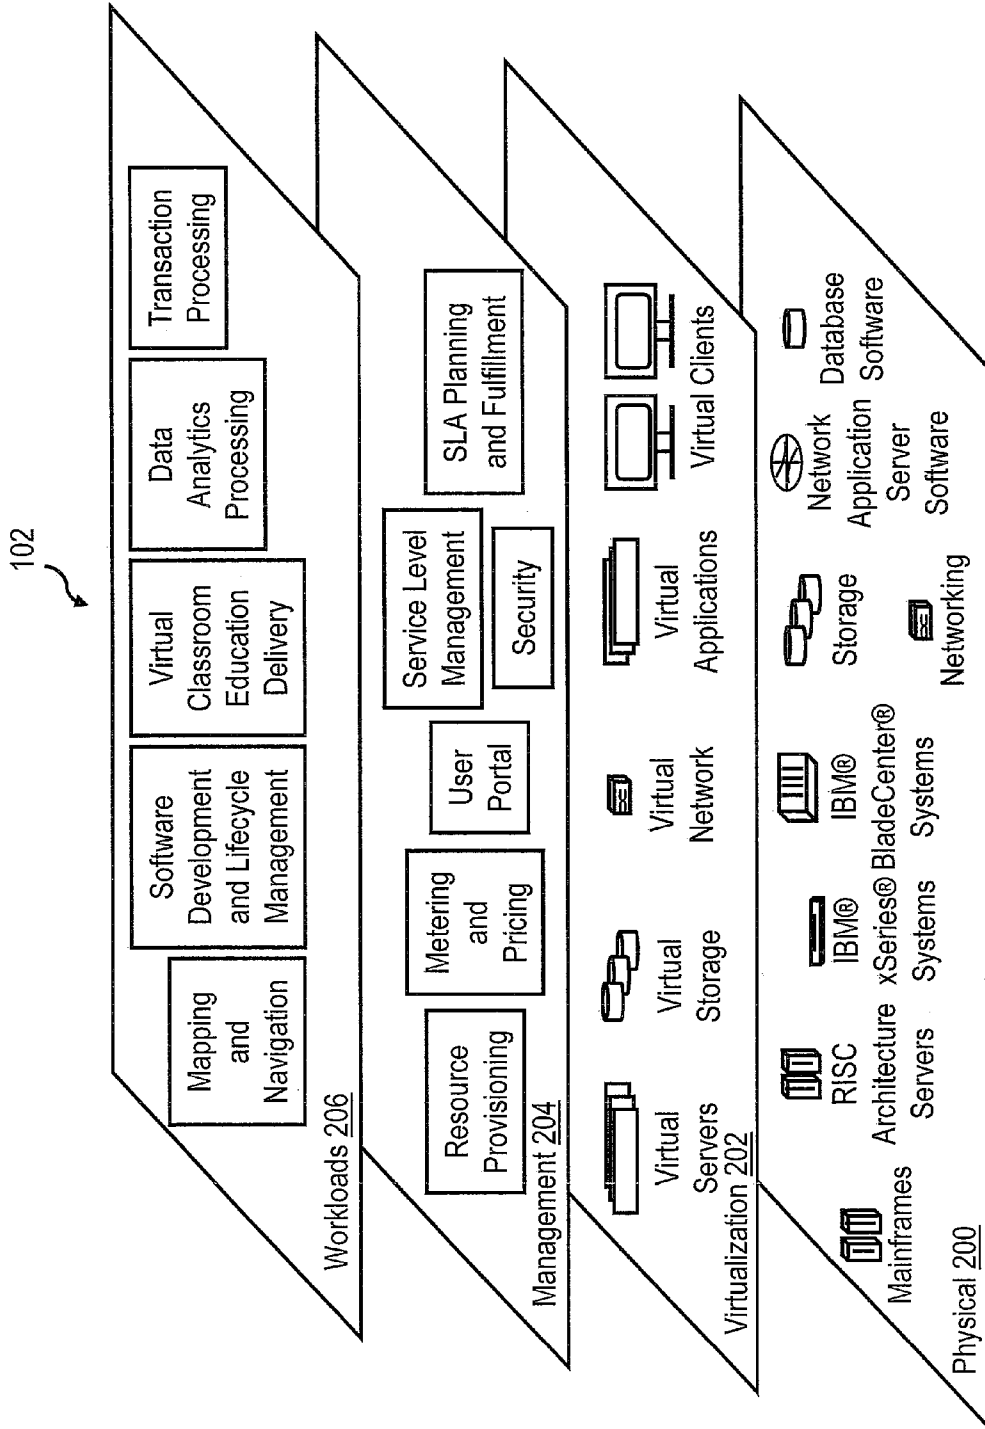 102
Mapping
and
Navigation
Software
Development
and Lifecycle
Management
Virtual
Classroom
Education
Delivery
Data
Analytics
Processing
Transaction
Processing
Workloads 206
Resource
Provisioning
Metering
and
Pricing
User
Portal
Service Level
Management
Security
SLA Planning
and Fulfillment
Management 204
Virtual
Servers
Virtual
Storage
Virtual
Network
Virtual
Applications
Virtual Clients
Virtualization 202
Mainframes
RISC
Architecture
Servers
IBM®
xSeries®
Systems
IBM®
BladeCenter®
Systems
Storage
Networking
Network
Application
Server
Software
Database
Software
Physical 200